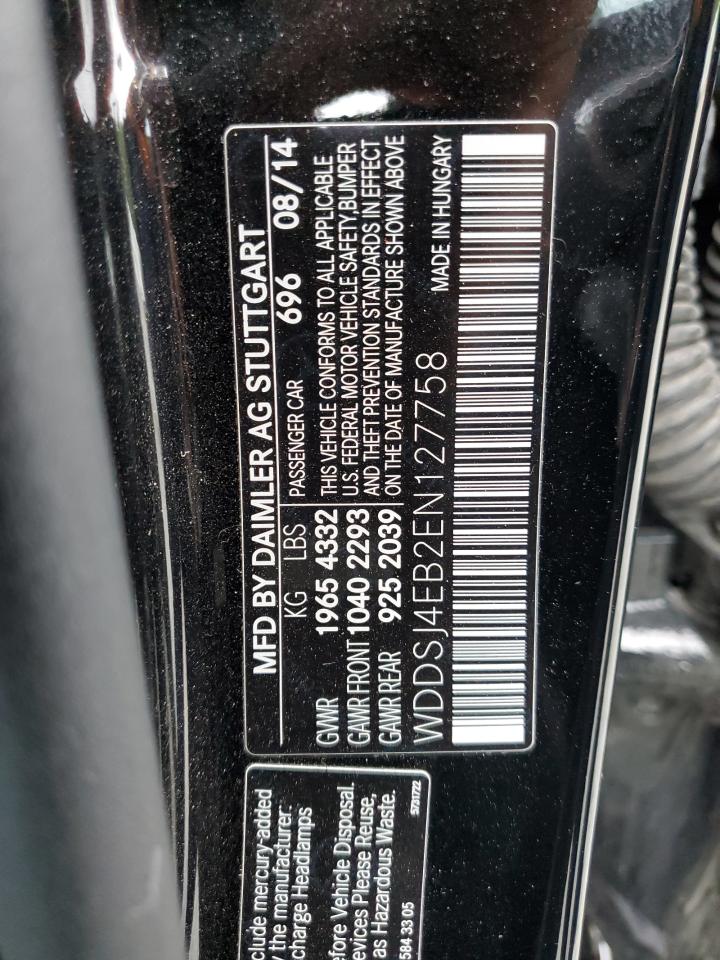 MFD BY DAIMLER AG STUTTGART
KG LBS PASSENGER CAR 696 08/14
GVWR 1965 4332 THIS VEHICLE CONFORMS TO ALL APPLICABLE
GAWR FRONT 1040 2293 U.S. FEDERAL MOTOR VEHICLE SAFETY,BUMPER
AND THEFT PREVENTION STANDARDS IN EFFECT
GAWR REAR 925 2039 ON THE DATE OF MANUFACTURE SHOWN ABOVE
WDDSJ4EB2EN127758 MADE IN HUNGARY
clude mercury-added
y the manufacturer:
charge Headlamps
efore Vehicle Disposal.
evices Please Reuse,
as Hazardous Waste.
584 33 05 5731722